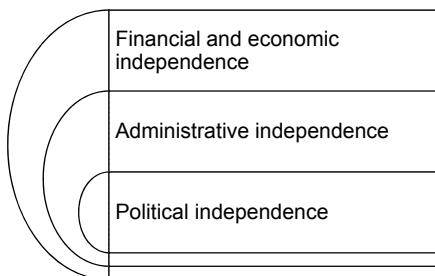 Financial and economic
independence
Administrative independence
Political independence